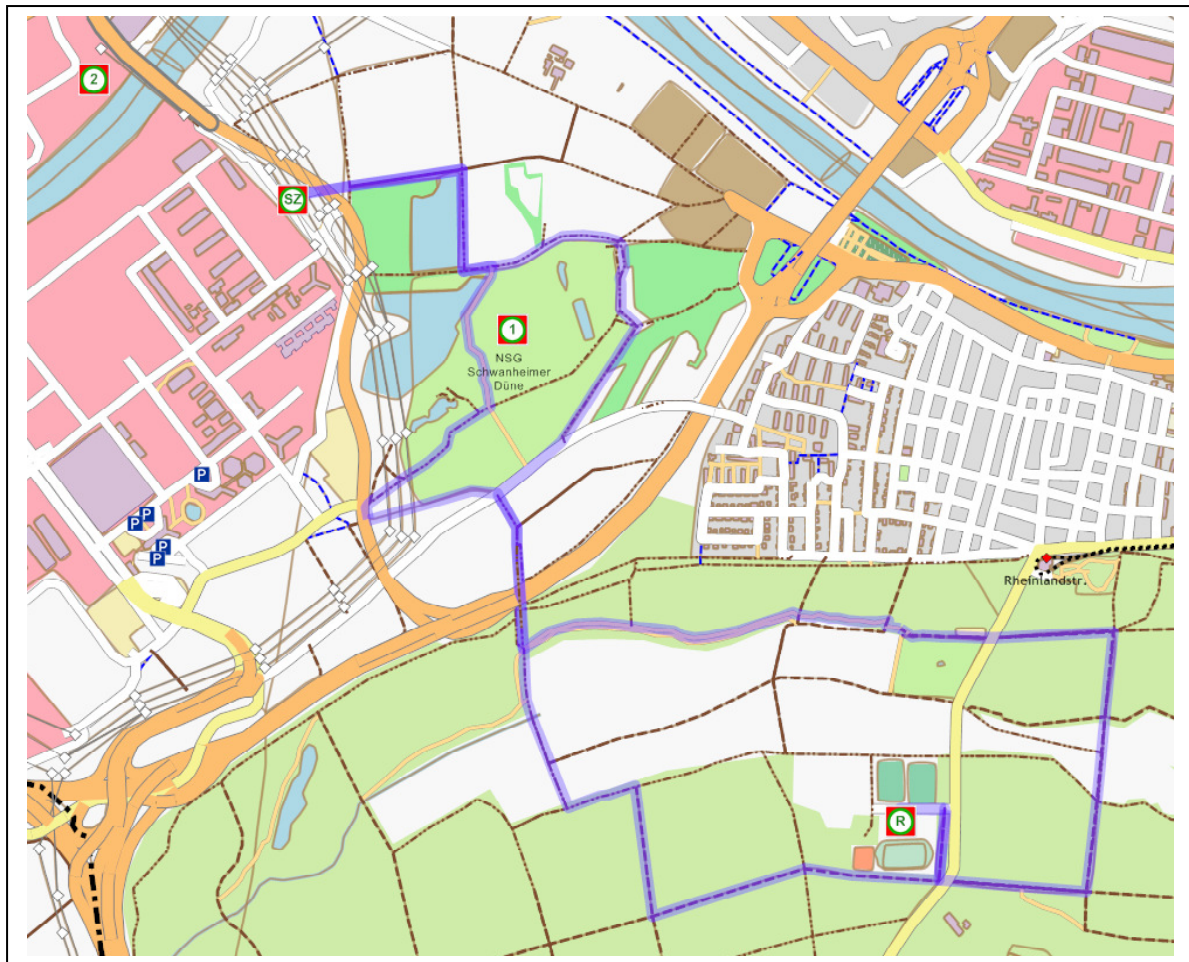 2
SZ
1
NSG
Schwanheimer
Düne
P
P
P
P
P
Rheinlandstr.
R